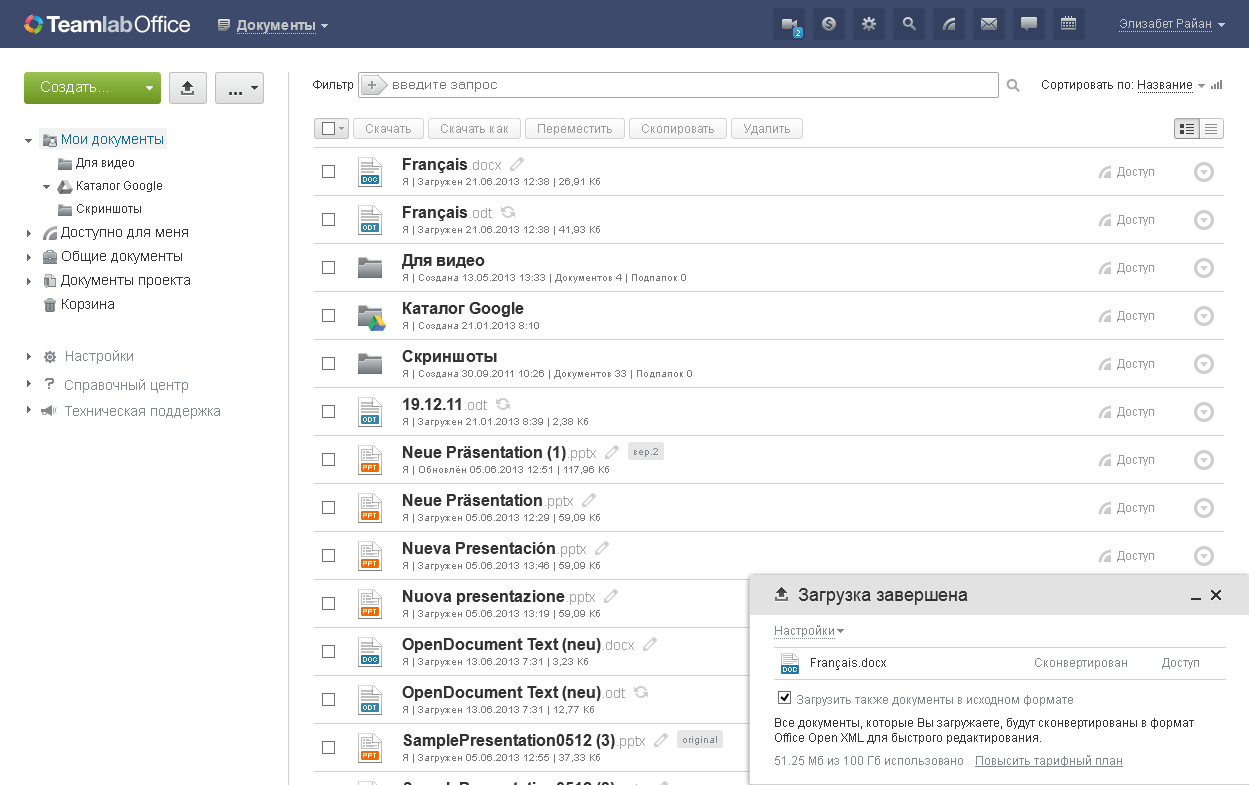 TeamlabOffice Документы 2 Элизабет Райан
Создать... ...
Фильтр введите запрос Сортировать по: Название
Скачать Скачать как Переместить Скопировать Удалить
Мои документы
Для видео
Каталог Google
Скриншоты
Доступно для меня
Общие документы
Документы проекта
Корзина
Настройки
? Справочный центр
Техническая поддержка
DOC Français.docx
Я | Загружен 21.06.2013 12:38 | 26,91 Кб
Доступ
ODT Français.odt
Я | Загружен 21.06.2013 12:38 | 41,93 Кб
Доступ
Для видео
Я | Создана 13.05.2013 13:33 | Документов 4 | Подпапок 0
Доступ
Каталог Google
Я | Создана 21.01.2013 8:10
Доступ
Скриншоты
Я | Создана 30.09.2011 10:26 | Документов 33 | Подпапок 0
Доступ
ODT 19.12.11.odt
Я | Загружен 21.01.2013 8:39 | 2,38 Кб
Доступ
PPT Neue Präsentation (1).pptx вер.2
Я | Обновлён 05.06.2013 12:51 | 117,96 Кб
Доступ
PPT Neue Präsentation.pptx
Я | Загружен 05.06.2013 12:29 | 59,09 Кб
Доступ
PPT Nueva Presentación.pptx
Я | Загружен 05.06.2013 13:46 | 59,09 Кб
Доступ
PPT Nuova presentazione.pptx
Я | Загружен 05.06.2013 13:19 | 59,09 Кб
DOC OpenDocument Text (neu).docx
Я | Загружен 13.06.2013 7:31 | 3,23 Кб
ODT OpenDocument Text (neu).odt
Я | Загружен 13.06.2013 7:31 | 12,77 Кб
PPT SamplePresentation0512 (3).pptx original
Я | Загружен 05.06.2013 12:55 | 37,33 Кб
Загрузка завершена
Настройки
DOC Français.docx Сконвертирован Доступ
Загрузить также документы в исходном формате
Все документы, которые Вы загружаете, будут сконвертированы в формат
Office Open XML для быстрого редактирования.
51.25 Мб из 100 Гб использовано Повысить тарифный план